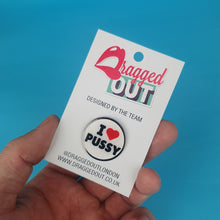 Dragged
OUT
DESIGNED BY THE TEAM
I ❤
PUSSY
@DRAGGEDOUTLONDON
WWW.DRAGGEDOUT.CO.UK